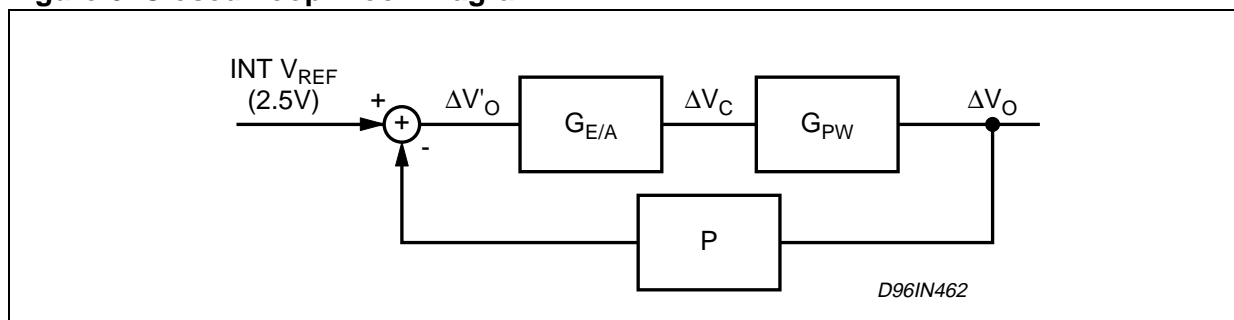 INT V_REF
(2.5V)
+
+
-
ΔV'_O
G_E/A
ΔV_C
G_PW
ΔV_O
P
D96IN462